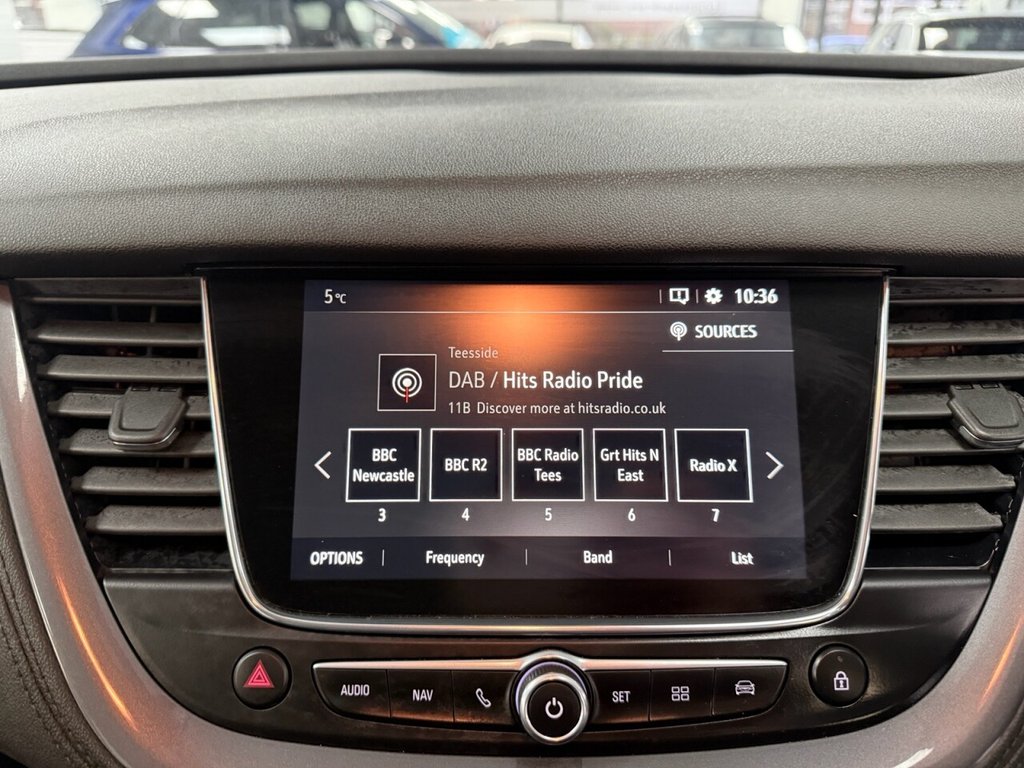 5°C
10:36
SOURCES
Teesside
DAB / Hits Radio Pride
11B Discover more at hitsradio.co.uk
BBC Newcastle
BBC R2
BBC Radio Tees
Grt Hits N East
Radio X
3 4 5 6 7
OPTIONS Frequency Band List
AUDIO NAV SET